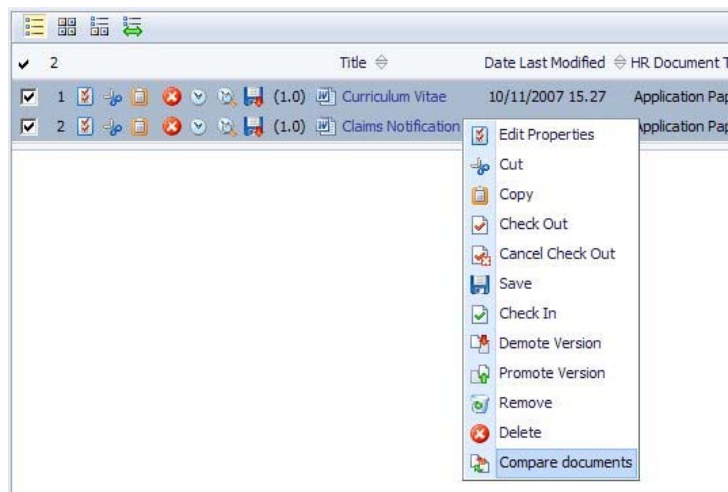 2 Title Date Last Modified HR Document T
1 (1.0) Curriculum Vitae 10/11/2007 15.27 Application Pap
2 (1.0) Claims Notification Application Pap
Edit Properties
Cut
Copy
Check Out
Cancel Check Out
Save
Check In
Demote Version
Promote Version
Remove
Delete
Compare documents